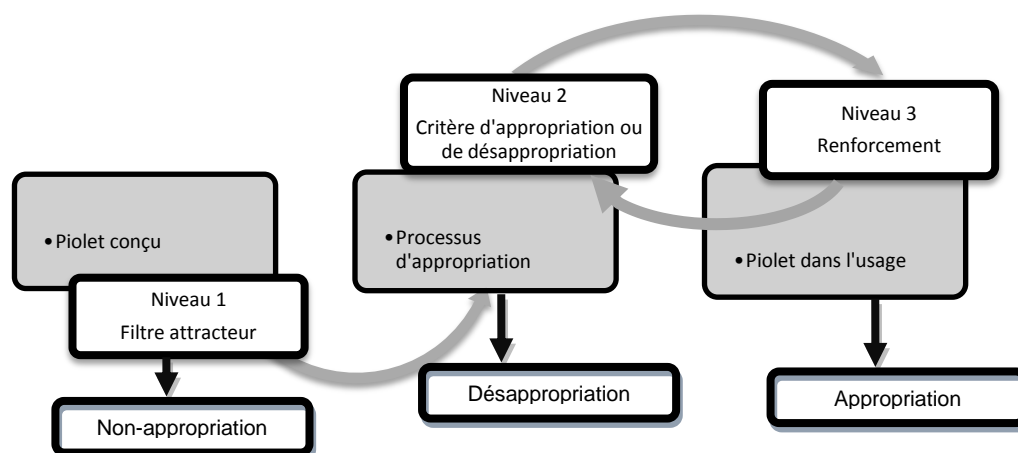 • Piolet conçu
Niveau 1
Filtre attracteur
Non-appropriation
Niveau 2
Critère d'appropriation ou
de désappropriation
• Processus
d'appropriation
Désappropriation
Niveau 3
Renforcement
• Piolet dans l'usage
Appropriation